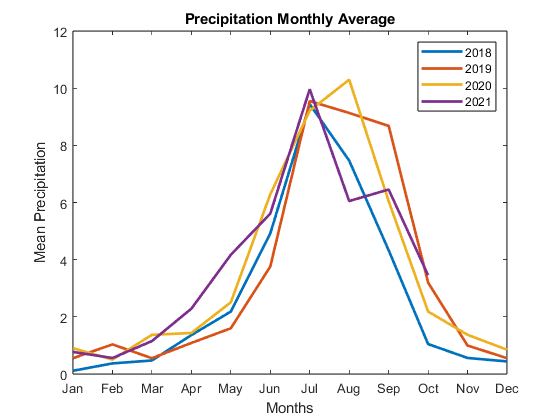 Precipitation Monthly Average
12
10
8
6
4
2
0
Mean Precipitation
2018
2019
2020
2021
Jan Feb Mar Apr May Jun Jul Aug Sep Oct Nov Dec
Months